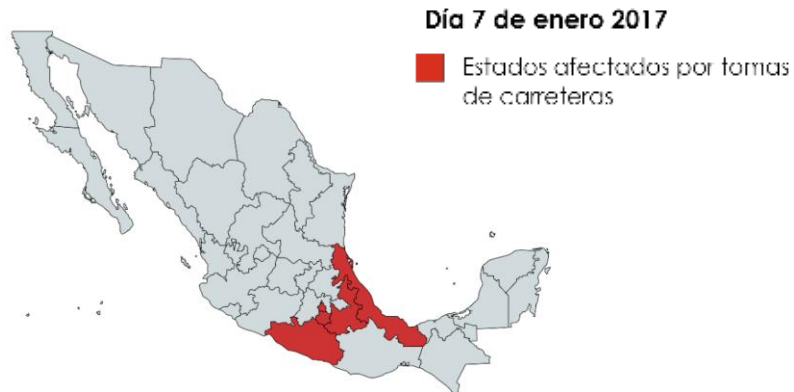 Día 7 de enero 2017
Estados afectados por tomas
de carreteras